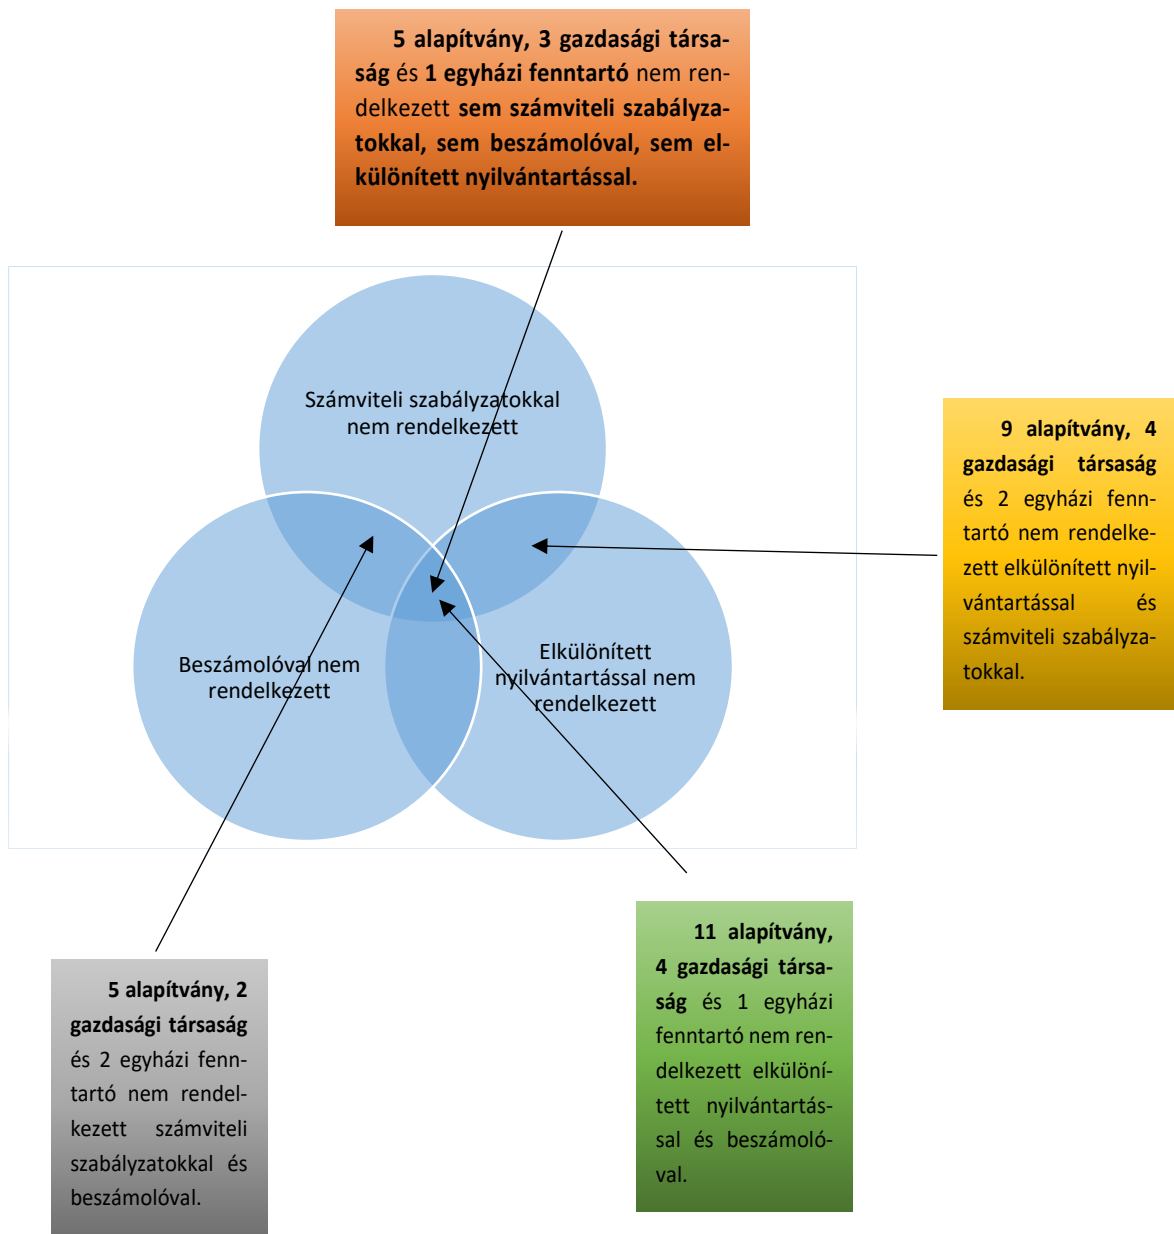 5 alapítvány, 3 gazdasági társa-
ság és 1 egyházi fenntartó nem ren-
delkezett sem számviteli szabályza-
tokkal, sem beszámolóval, sem el-
különített nyilvántartással.
Számviteli szabályzatokkal
nem rendelkezett
9 alapítvány, 4
gazdasági társaság
és 2 egyházi fenn-
tartó nem rendelke-
zett elkülönített nyil-
vántartással és
számviteli szabályza-
tokkal.
Beszámolóval nem
rendelkezett
Elkülönített
nyilvántartással nem
rendelkezett
5 alapítvány, 2
gazdasági társaság
és 2 egyházi fenn-
tartó nem rendel-
kezett számviteli
szabályzatokkal és
beszámolóval.
11 alapítvány,
4 gazdasági társa-
ság és 1 egyházi
fenntartó nem ren-
delkezett elkülöní-
tett nyilvántartás-
sal és beszámoló-
val.